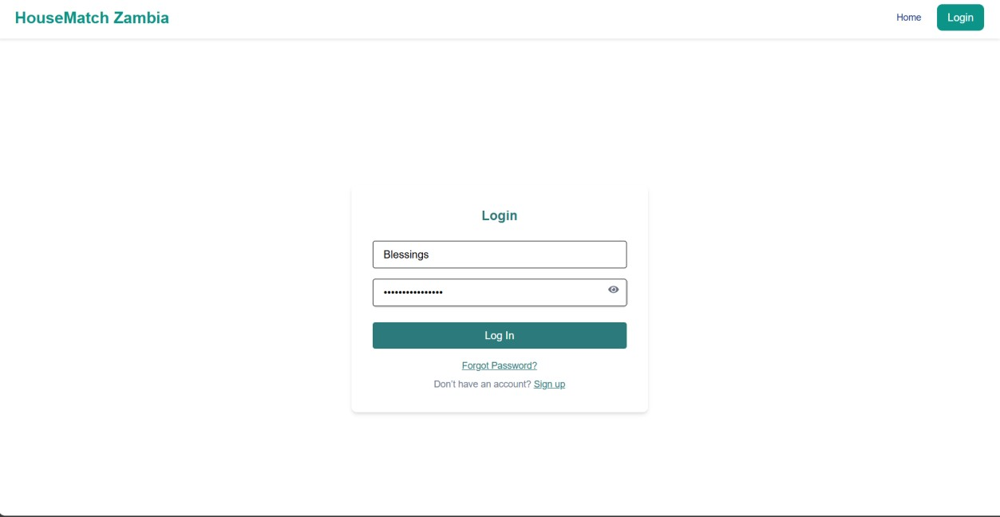 HouseMatch Zambia
Home
Login
Login
Blessings
••••••••••••••••
Log In
Forgot Password?
Don't have an account? Sign up